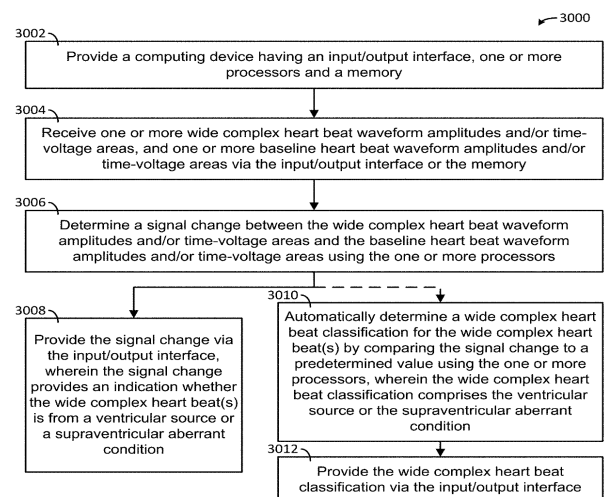 3000
3002
Provide a computing device having an input/output interface, one or more
processors and a memory
3004
Receive one or more wide complex heart beat waveform amplitudes and/or time-
voltage areas, and one or more baseline heart beat waveform amplitudes and/or
time-voltage areas via the input/output interface or the memory
3006
Determine a signal change between the wide complex heart beat waveform
amplitudes and/or time-voltage areas and the baseline heart beat waveform
amplitudes and/or time-voltage areas using the one or more processors
3008
Provide the signal change via
the input/output interface,
wherein the signal change
provides an indication whether
the wide complex heart beat(s)
is from a ventricular source or
a supraventricular aberrant
condition
3010
Automatically determine a wide complex heart
beat classification for the wide complex heart
beat(s) by comparing the signal change to a
predetermined value using the one or more
processors, wherein the wide complex heart
beat classification comprises the ventricular
source or the supraventricular aberrant
condition
3012
Provide the wide complex heart beat
classification via the input/output interface